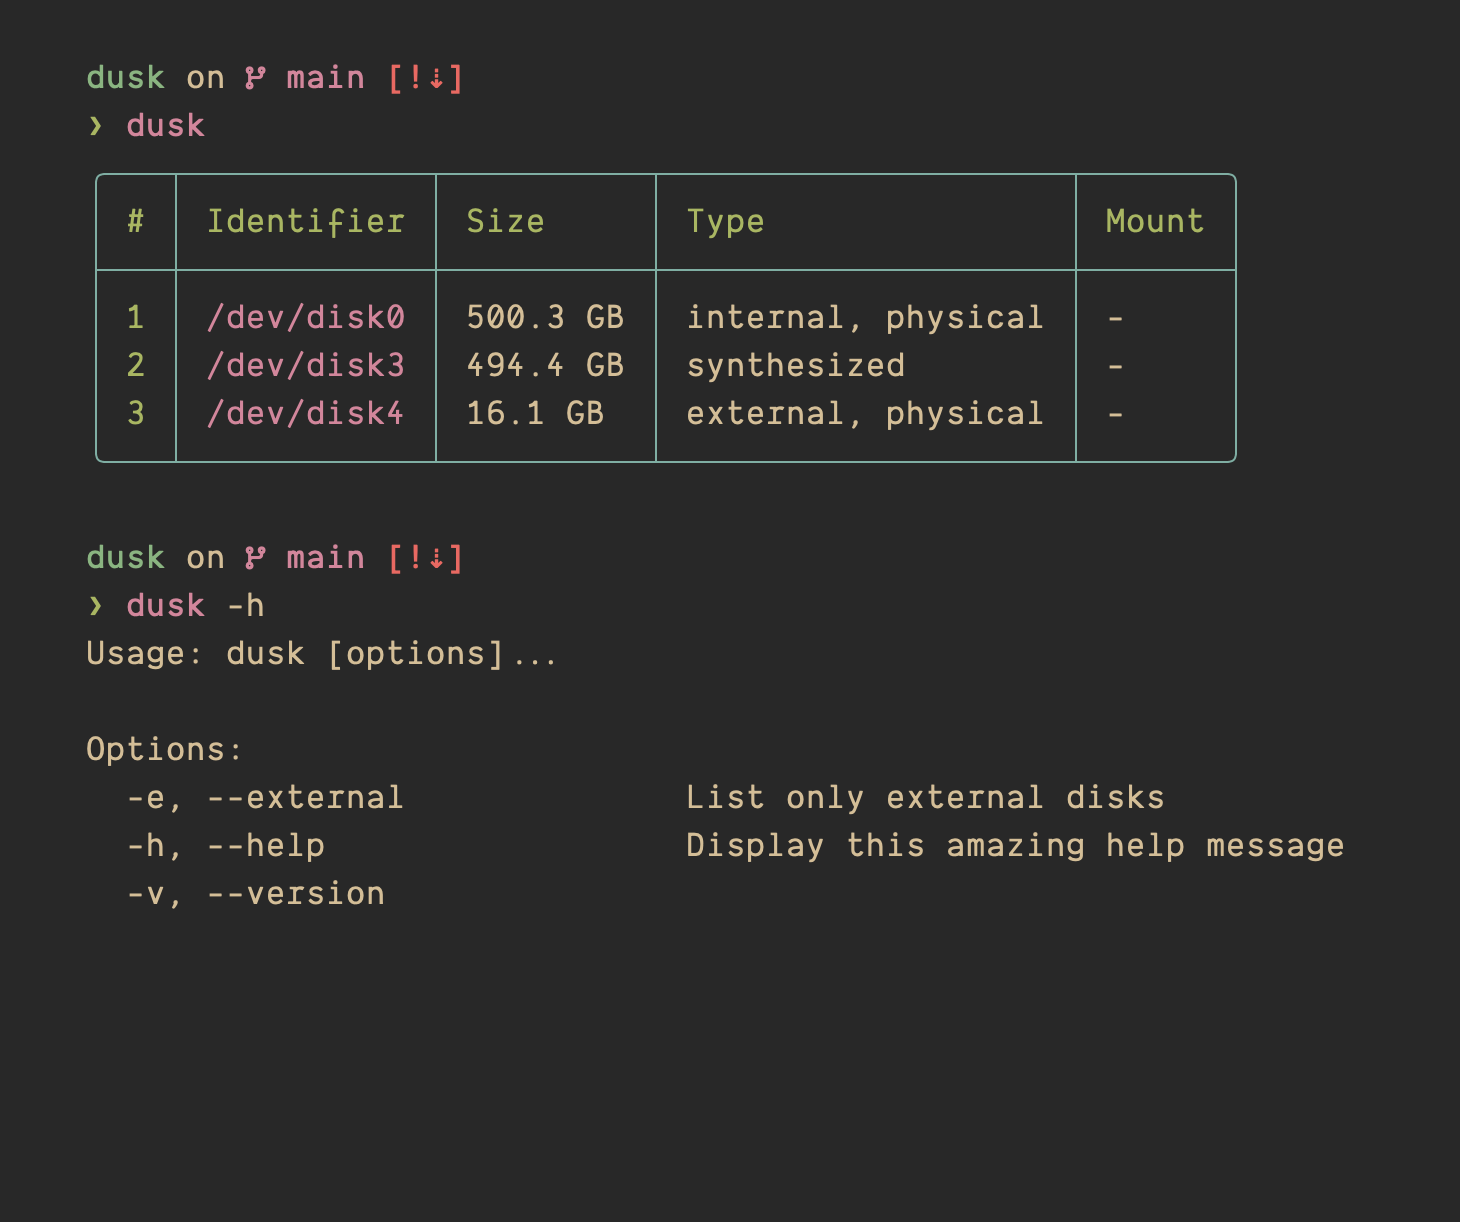 dusk on main [!⇣]
❯ dusk
# Identifier Size Type Mount
1 /dev/disk0 500.3 GB internal, physical -
2 /dev/disk3 494.4 GB synthesized -
3 /dev/disk4 16.1 GB external, physical -
dusk on main [!⇣]
❯ dusk -h
Usage: dusk [options]...
Options:
-e, --external List only external disks
-h, --help Display this amazing help message
-v, --version